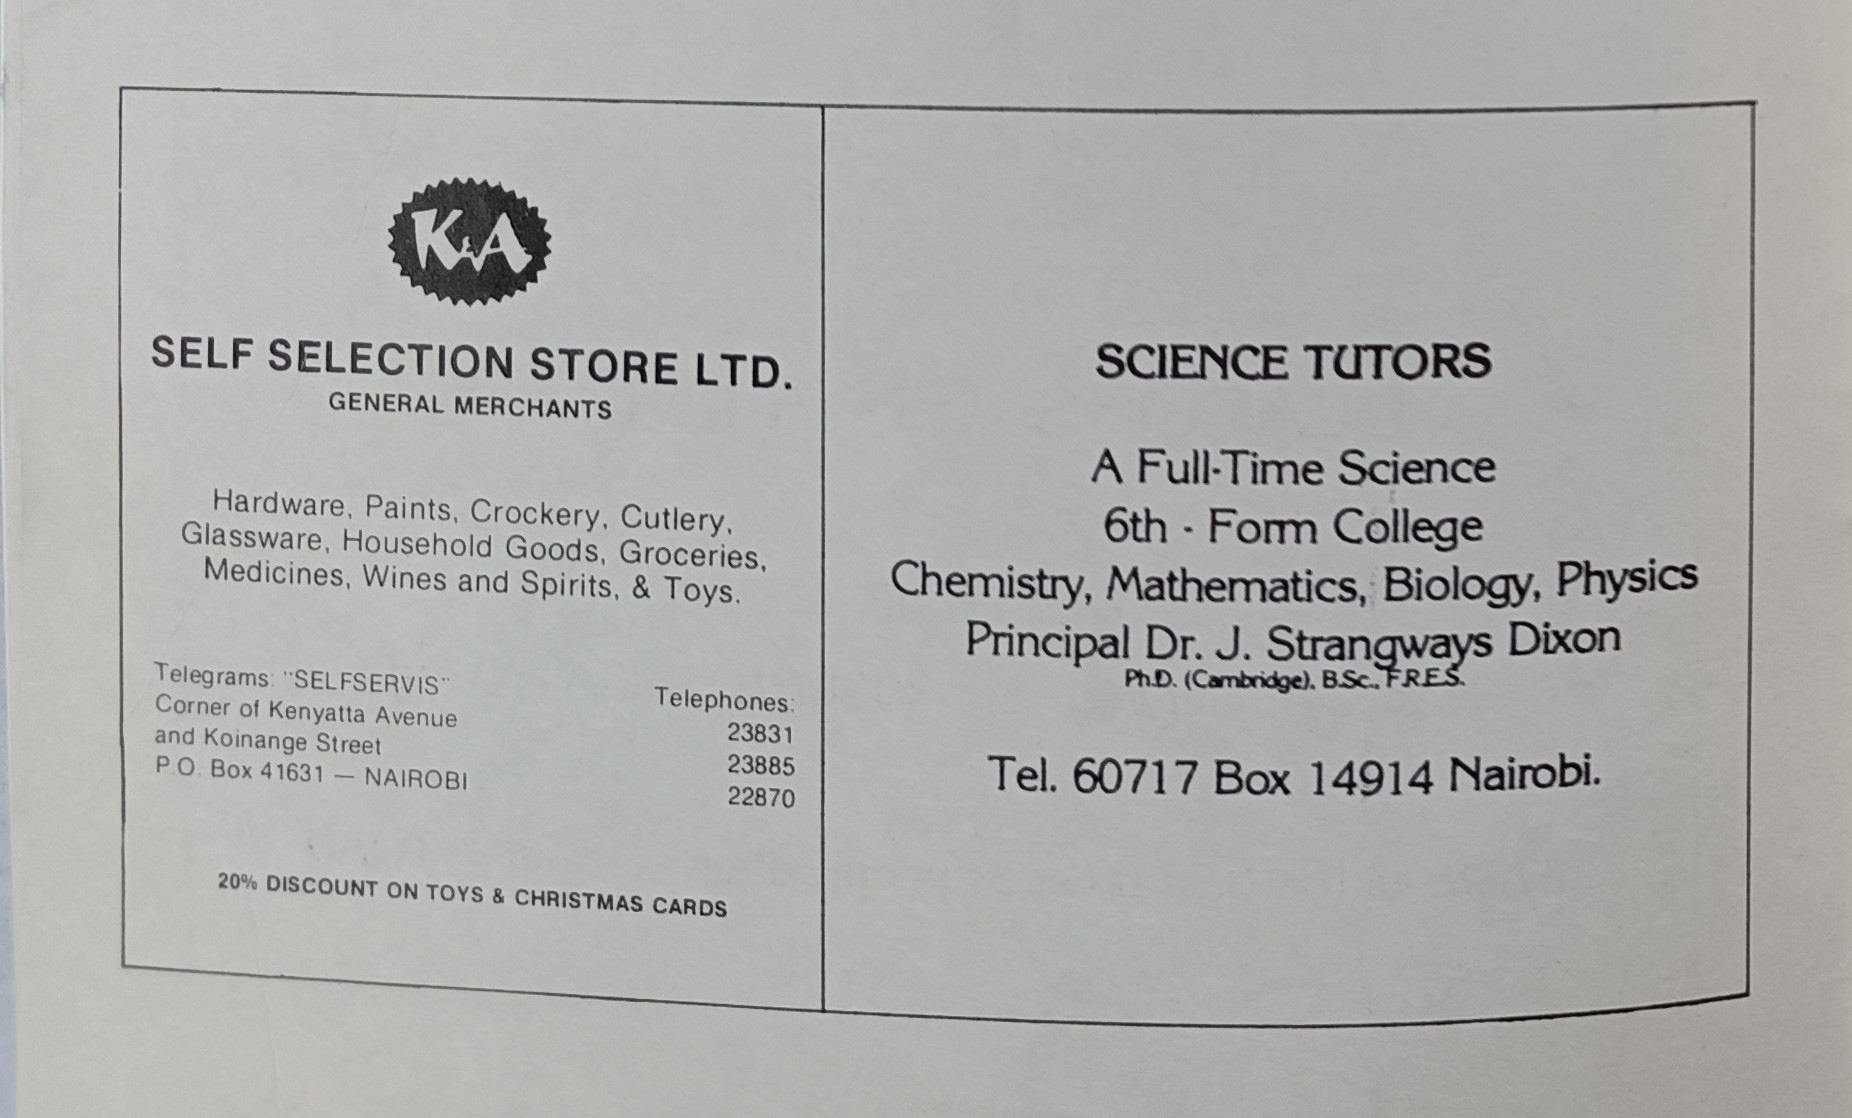 K&A
SELF SELECTION STORE LTD.
GENERAL MERCHANTS
Hardware, Paints, Crockery, Cutlery,
Glassware, Household Goods, Groceries,
Medicines, Wines and Spirits, & Toys.
Telegrams: "SELFSERVIS"
Corner of Kenyatta Avenue
and Koinange Street
P.O. Box 41631 — NAIROBI
Telephones:
23831
23885
22870
20% DISCOUNT ON TOYS & CHRISTMAS CARDS
SCIENCE TUTORS
A Full-Time Science
6th - Form College
Chemistry, Mathematics, Biology, Physics
Principal Dr. J. Strangways Dixon
Ph.D. (Cambridge). B.Sc., F.R.E.S.
Tel. 60717 Box 14914 Nairobi.